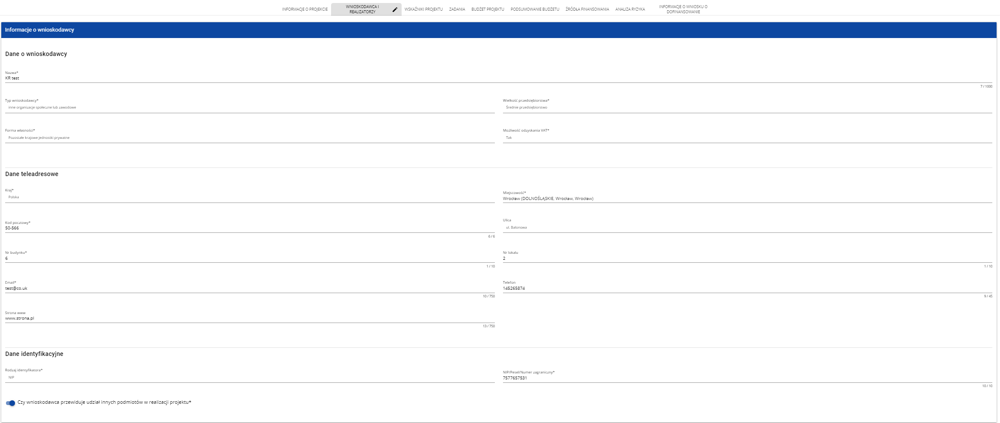 INFORMACJE O PROJEKCIE
WNIOSKODAWCA I
REALIZATORZY
WSKAŹNIKI PROJEKTU
ZADANIA
BUDŻET PROJEKTU
PODSUMOWANIE BUDŻETU
ŹRÓDŁA FINANSOWANIA
ANALIZA RYZYKA
INFORMACJE O WNIOSKU O
DOFINANSOWANIE
Informacje o wnioskodawcy
Dane o wnioskodawcy
Nazwa*
KR test
7 / 1000
Typ wnioskodawcy*
inne organizacje społeczne lub zawodowe
Wielkość przedsiębiorstwa*
Średnie przedsiębiorstwo
Forma własności*
Pozostałe krajowe jednostki prywatne
Możliwość odzyskania VAT*
Tak
Dane teleadresowe
Kraj*
Polska
Miejscowość*
Wrocław (DOLNOŚLĄSKIE, Wrocław, Wrocław)
Kod pocztowy*
50-566
6 / 6
Ulica
ul. Balonowa
Nr budynku*
6
1 / 10
Nr lokalu
2
1 / 10
Email*
test@co.uk
10 / 750
Telefon
145265874
9 / 45
Strona www
www.strona.pl
13 / 750
Dane identyfikacyjne
Rodzaj identyfikatora*
NIP
NIP/Pesel/Numer zagraniczny*
7577657531
10 / 10
Czy wnioskodawca przewiduje udział innych podmiotów w realizacji projektu*